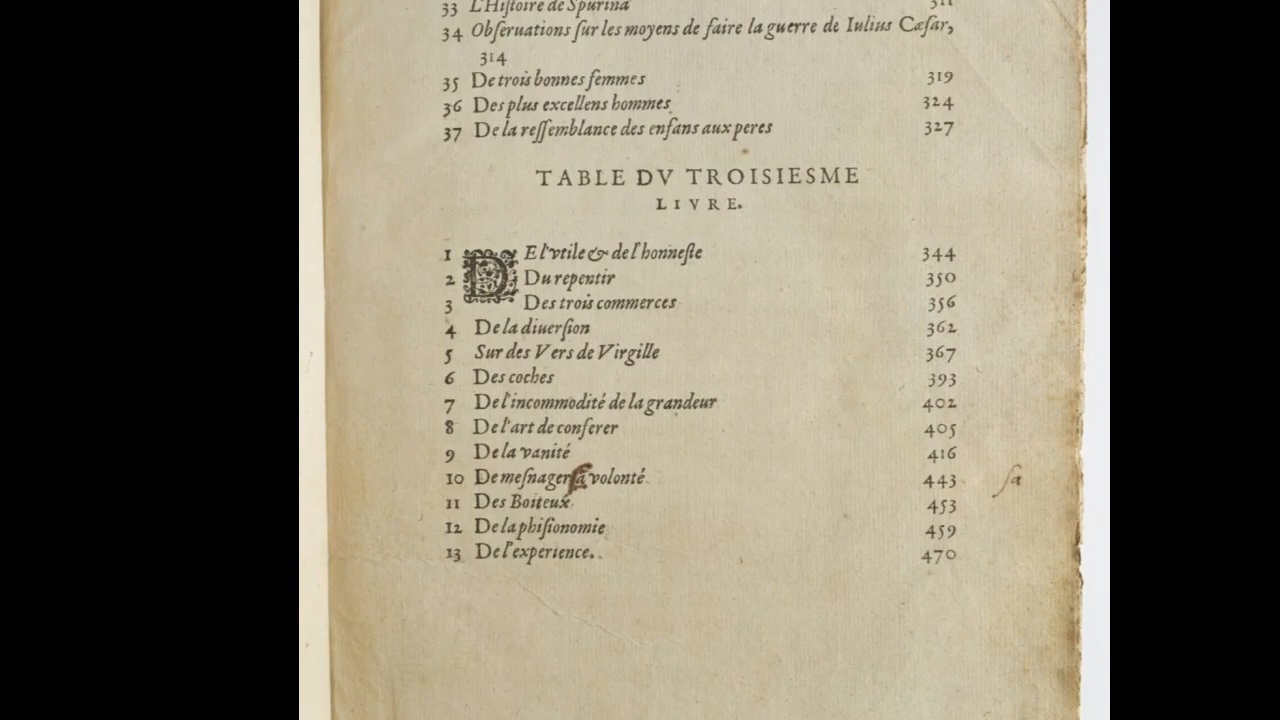 33 L'Histoire de Spurina 311
34 Obſeruations ſur les moyens de faire la guerre de Iulius Cæſar,
314
35 De trois bonnes femmes 319
36 Des plus excellens hommes 324
37 De la reſſemblance des enfans aux peres 327
TABLE DV TROISIESME
LIVRE.
1 DE l'vtile & de l'honneſte 344
2 Du repentir 350
3 Des trois commerces 356
4 De la diuerſion 362
5 Sur des Vers de Virgille 367
6 Des coches 393
7 De l'incommodité de la grandeur 402
8 De l'art de conferer 405
9 De la vanité 416
10 De meſnager ſa volonté 443 ſa
11 Des Boiteux 453
12 De la phiſionomie 459
13 De l'experience. 470